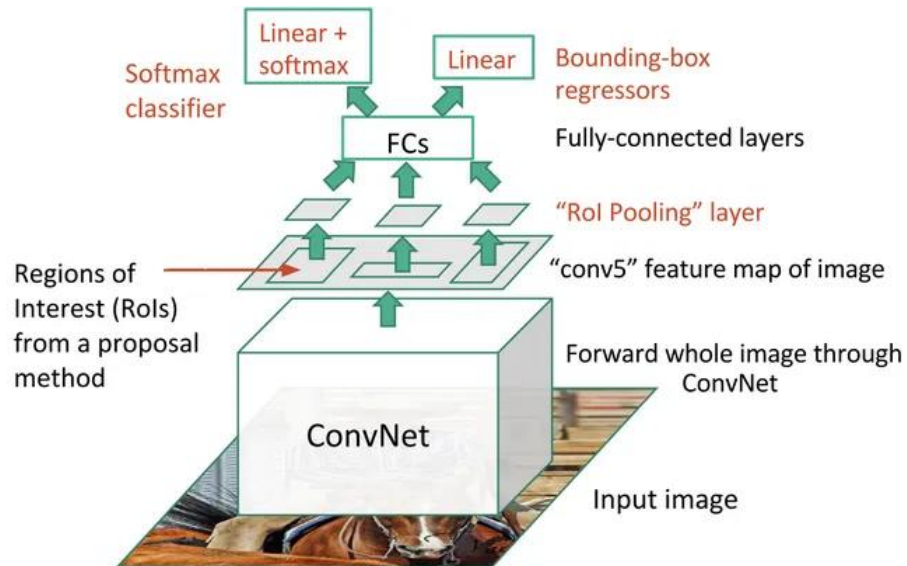 Linear +
softmax
Linear
Softmax
classifier
Bounding-box
regressors
FCs
Fully-connected layers
“RoI Pooling” layer
Regions of
Interest (RoIs)
from a proposal
method
“conv5” feature map of image
Forward whole image through
ConvNet
ConvNet
Input image